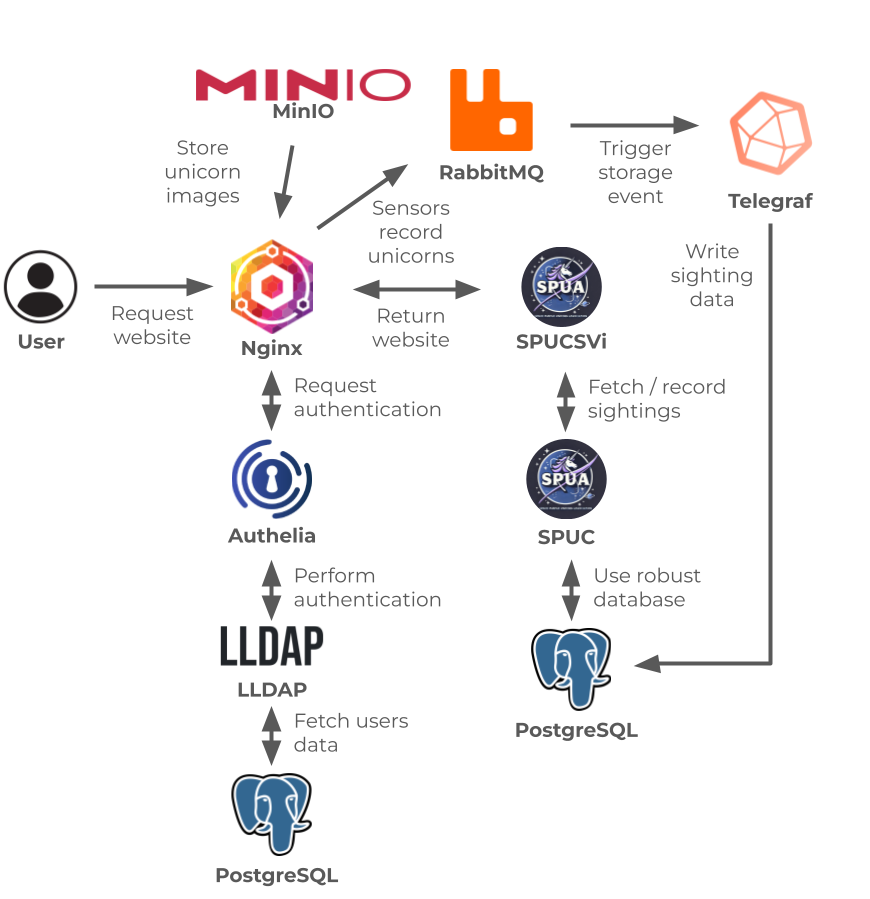 MINIO
MinIO
RabbitMQ
Store
unicorn
images
Trigger
storage
event
Telegraf
Sensors
record
unicorns
Write
sighting
data
User
Request
website
Nginx
Return
website
SPUA
SPUCSVi
Request
authentication
Fetch / record
sightings
Authelia
SPUA
SPUC
Perform
authentication
Use robust
database
LLDAP
LLDAP
PostgreSQL
Fetch users
data
PostgreSQL